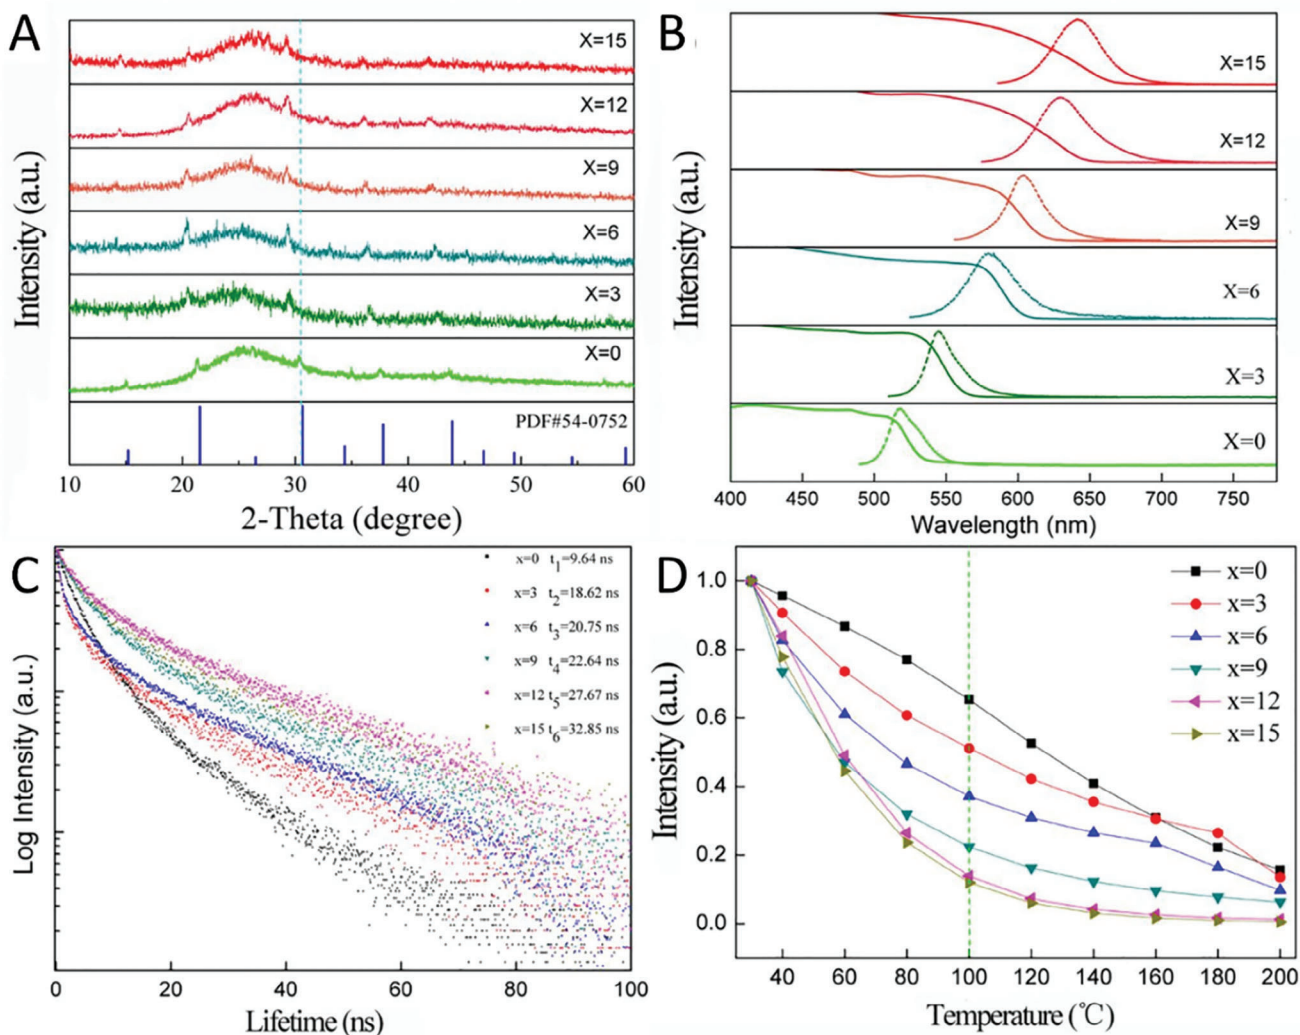 A
X=15
X=12
X=9
X=6
X=3
X=0
PDF#54-0752
Intensity (a.u.)
10 20 30 40 50 60
2-Theta (degree)
B
X=15
X=12
X=9
X=6
X=3
X=0
Intensity (a.u.)
400 450 500 550 600 650 700 750
Wavelength (nm)
C
x=0 t1=9.64 ns
x=3 t2=18.62 ns
x=6 t3=20.75 ns
x=9 t4=22.64 ns
x=12 t5=27.67 ns
x=15 t6=32.85 ns
Log Intensity (a.u.)
0 20 40 60 80 100
Lifetime (ns)
D
x=0
x=3
x=6
x=9
x=12
x=15
1.0
0.8
0.6
0.4
0.2
0.0
Intensity (a.u.)
40 60 80 100 120 140 160 180 200
Temperature (℃)